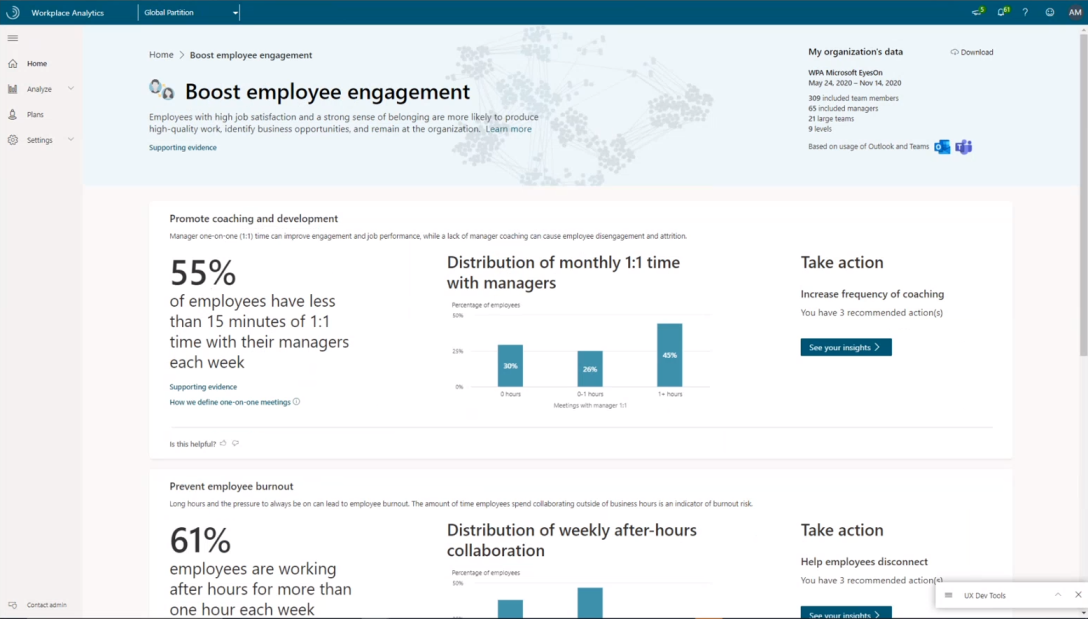 Workplace Analytics
Global Partition
5
61
?
AM
Home
Analyze
Plans
Settings
Contact admin
Home > Boost employee engagement
Boost employee engagement
Employees with high job satisfaction and a strong sense of belonging are more likely to produce
high-quality work, identify business opportunities, and remain at the organization. Learn more
Supporting evidence
My organization's data
Download
WPA Microsoft EyesOn
May 24, 2020 – Nov 14, 2020
309 included team members
65 included managers
21 large teams
9 levels
Based on usage of Outlook and Teams
Promote coaching and development
Manager one-on-one (1:1) time can improve engagement and job performance, while a lack of manager coaching can cause employee disengagement and attrition.
55%
of employees have less
than 15 minutes of 1:1
time with their managers
each week
Supporting evidence
How we define one-on-one meetings
Distribution of monthly 1:1 time
with managers
Percentage of employees
50%
25%
0%
30%
26%
45%
0 hours
0-1 hours
1+ hours
Meetings with manager 1:1
Take action
Increase frequency of coaching
You have 3 recommended action(s)
See your insights >
Is this helpful?
Prevent employee burnout
Long hours and the pressure to always be on can lead to employee burnout. The amount of time employees spend collaborating outside of business hours is an indicator of burnout risk.
61%
employees are working
after hours for more than
one hour each week
Distribution of weekly after-hours
collaboration
Percentage of employees
50%
Take action
Help employees disconnect
You have 3 recommended action(s)
See your insights >
UX Dev Tools